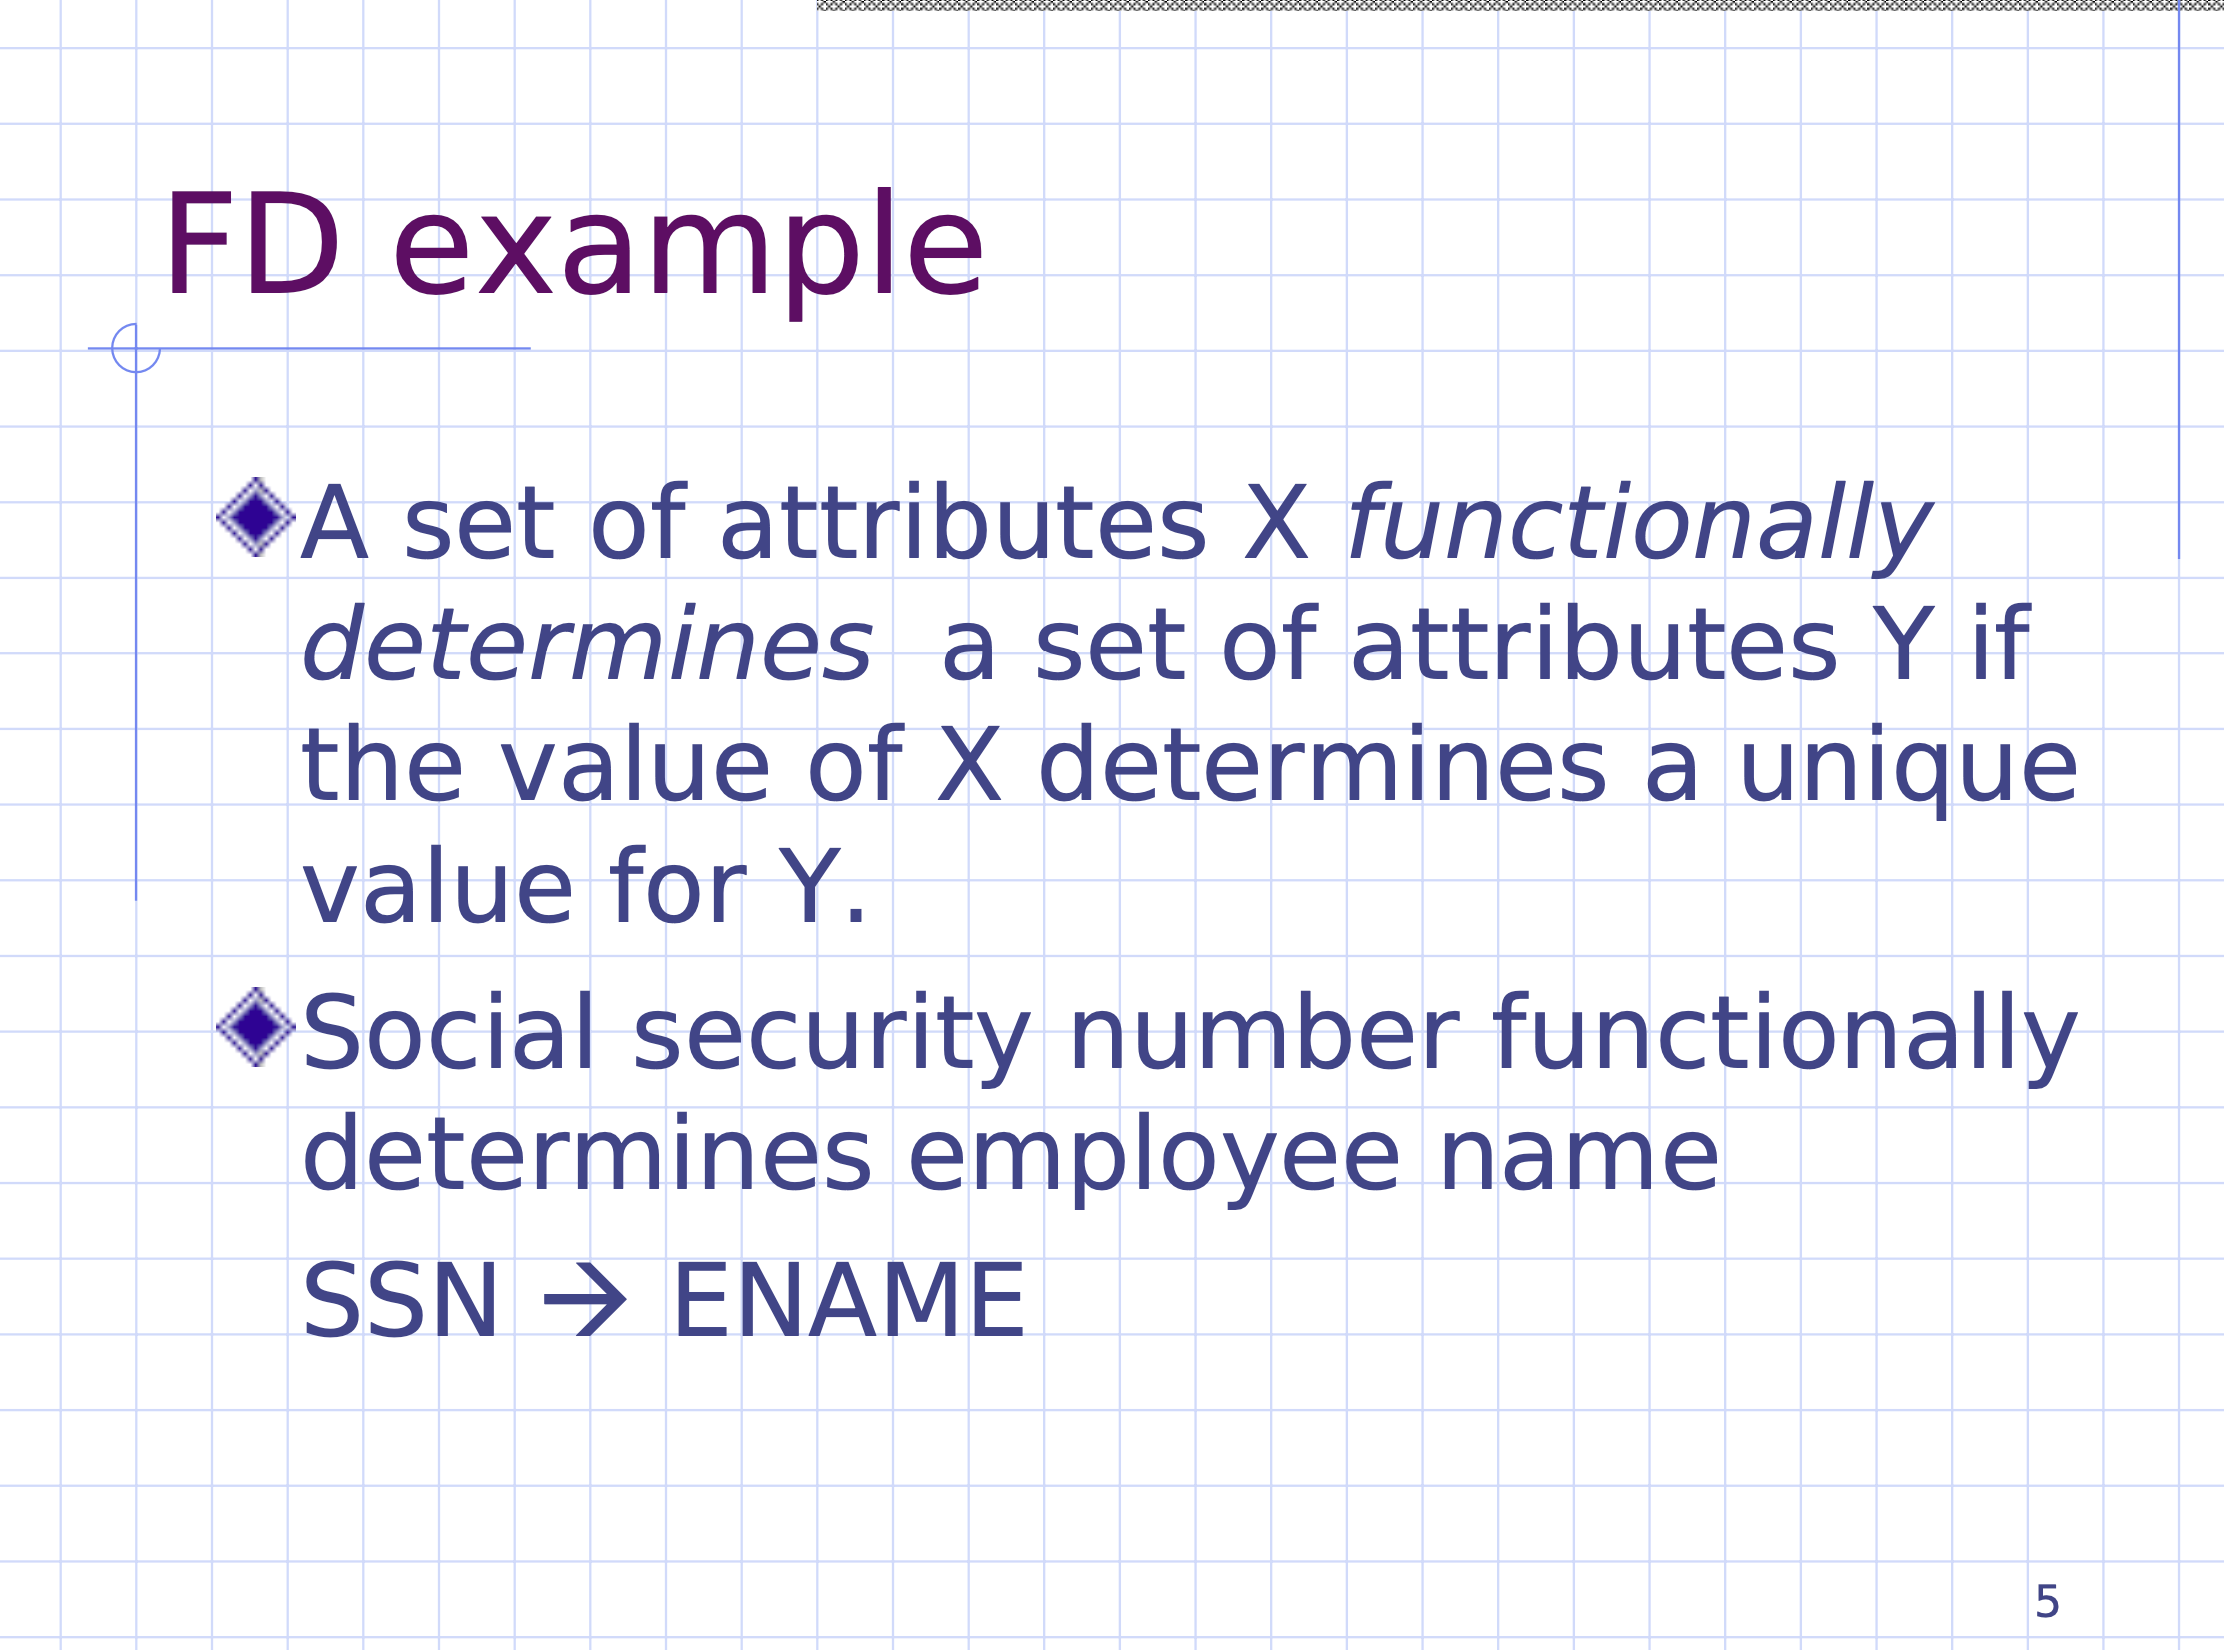 FD example
A set of attributes X functionally
determines  a set of attributes Y if
the value of X determines a unique
value for Y.
Social security number functionally
determines employee name
SSN → ENAME
5